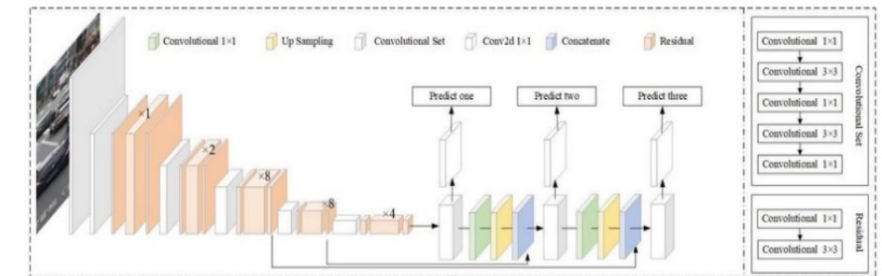 Convolutional 1×1
Up Sampling
Convolutional Set
Conv2d 1×1
Concatenate
Residual
×1
×2
×8
×8
×4
Predict one
Predict two
Predict three
Convolutional 1×1
Convolutional 3×3
Convolutional 1×1
Convolutional 3×3
Convolutional 1×1
Convolutional Set
Convolutional 1×1
Convolutional 3×3
Residual